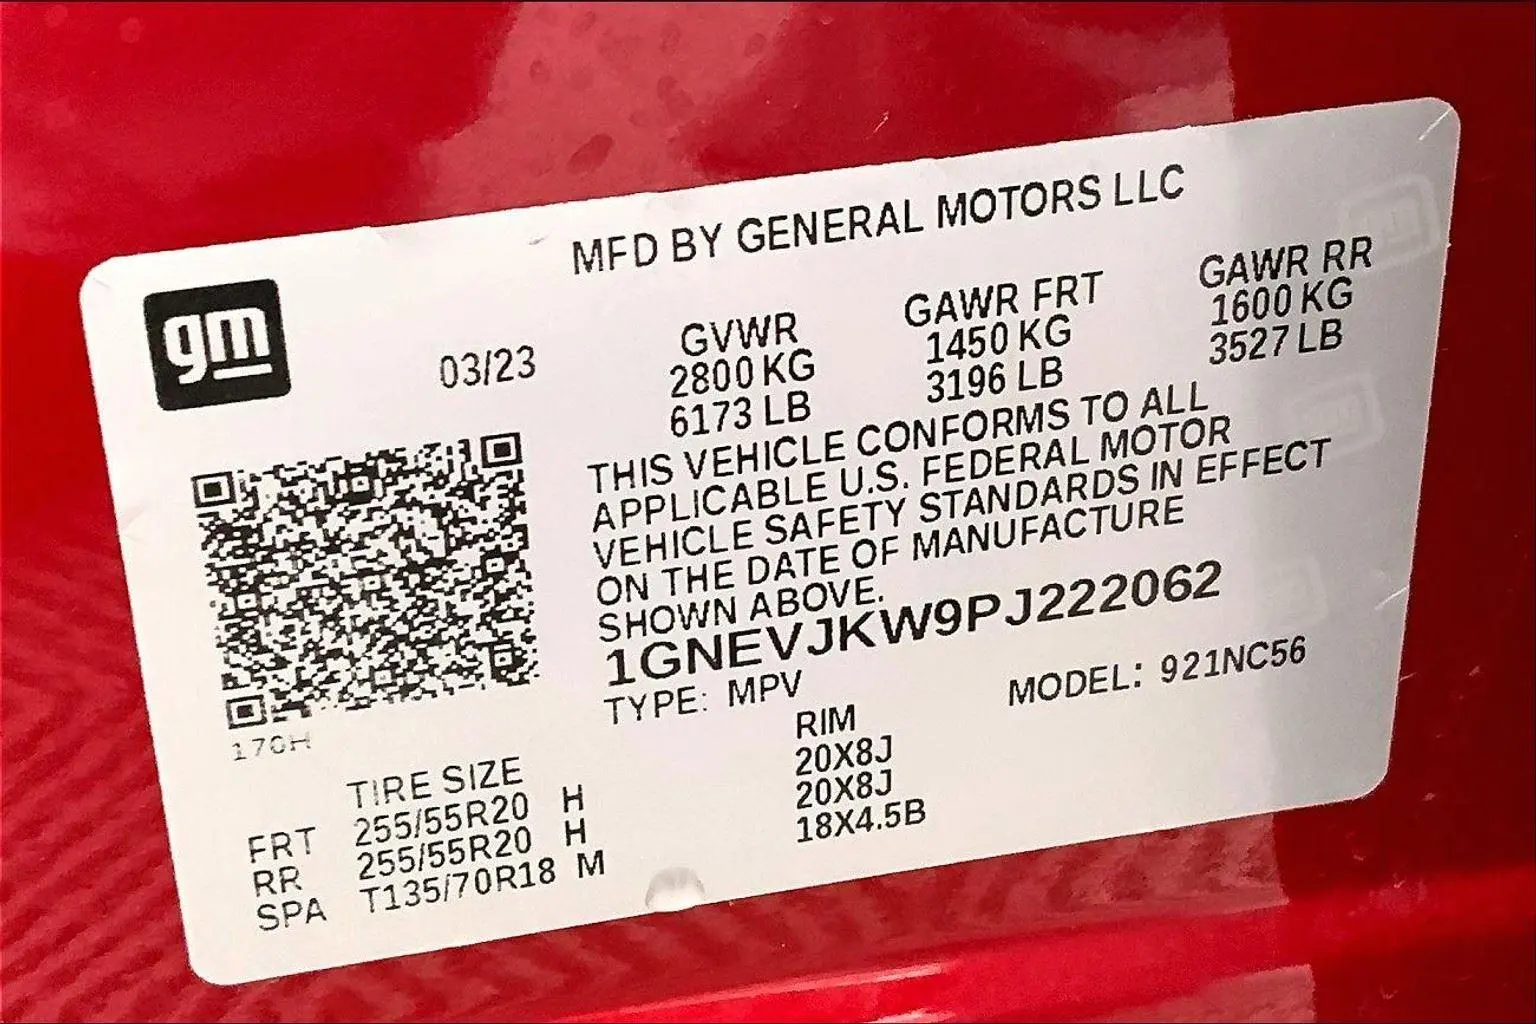 MFD BY GENERAL MOTORS LLC
gm
03/23
GVWR
2800 KG
6173 LB
GAWR FRT
1450 KG
3196 LB
GAWR RR
1600 KG
3527 LB
THIS VEHICLE CONFORMS TO ALL
APPLICABLE U.S. FEDERAL MOTOR
VEHICLE SAFETY STANDARDS IN EFFECT
ON THE DATE OF MANUFACTURE
SHOWN ABOVE.
1GNEVJKW9PJ222062
TYPE: MPV
MODEL: 921NC56
170H
TIRE SIZE
RIM
FRT 255/55R20 H 20X8J
RR 255/55R20 H 20X8J
SPA T135/70R18 M 18X4.5B